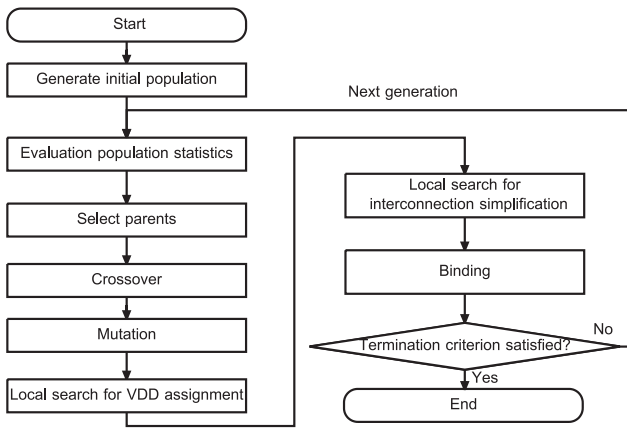 Start
Generate initial population
Next generation
Evaluation population statistics
Select parents
Crossover
Mutation
Local search for VDD assignment
Local search for
interconnection simplification
Binding
Termination criterion satisfied?
No
Yes
End